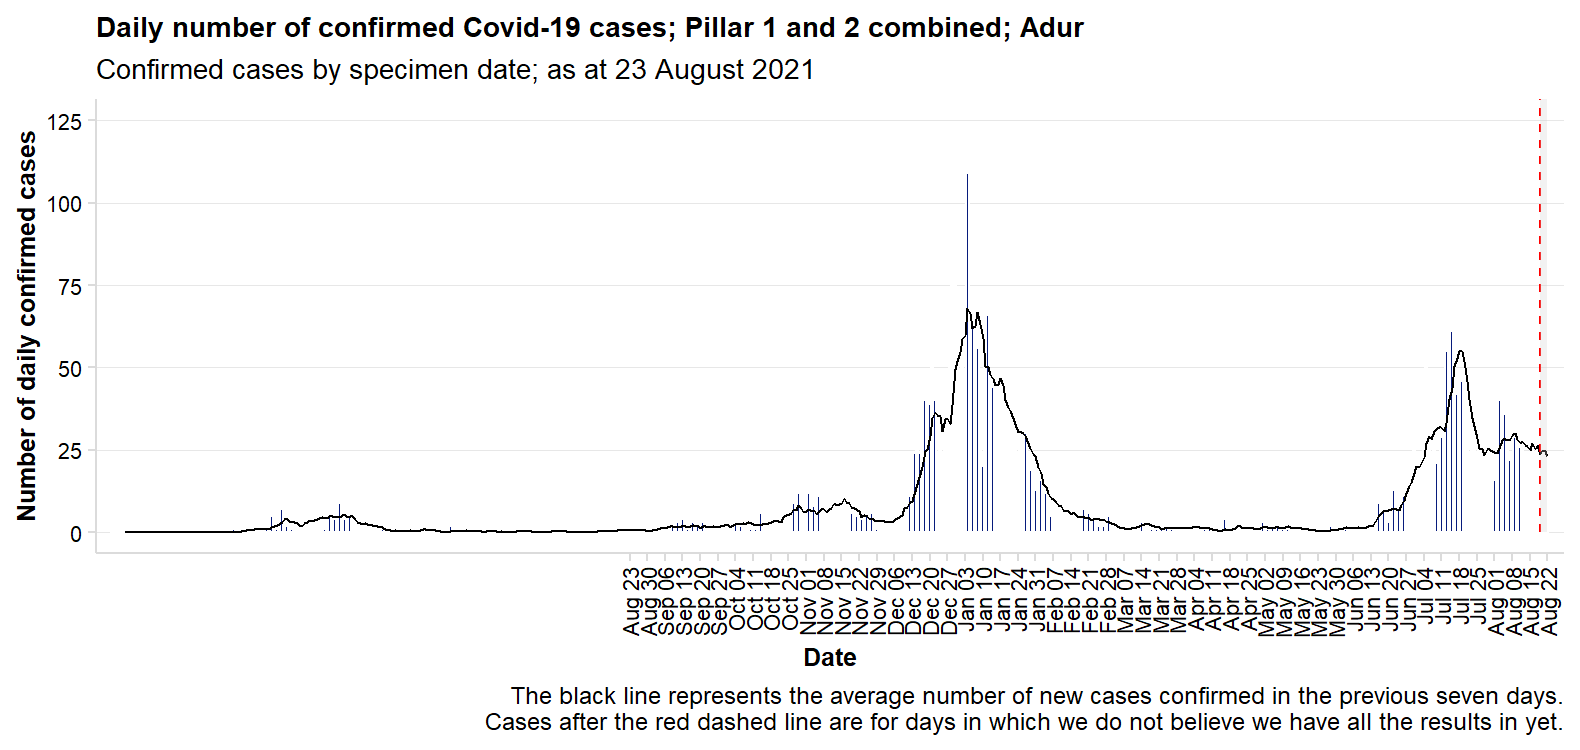 Daily number of confirmed Covid-19 cases; Pillar 1 and 2 combined; Adur
Confirmed cases by specimen date; as at 23 August 2021
Number of daily confirmed cases
125
100
75
50
25
0
Aug 23
Aug 30
Sep 06
Sep 13
Sep 20
Sep 27
Oct 04
Oct 11
Oct 18
Oct 25
Nov 01
Nov 08
Nov 15
Nov 22
Nov 29
Dec 06
Dec 13
Dec 20
Dec 27
Jan 03
Jan 10
Jan 17
Jan 24
Jan 31
Feb 07
Feb 14
Feb 21
Feb 28
Mar 07
Mar 14
Mar 21
Mar 28
Apr 04
Apr 11
Apr 18
Apr 25
May 02
May 09
May 16
May 23
May 30
Jun 06
Jun 13
Jun 20
Jun 27
Jul 04
Jul 11
Jul 18
Jul 25
Aug 01
Aug 08
Aug 15
Aug 22
Date
The black line represents the average number of new cases confirmed in the previous seven days.
Cases after the red dashed line are for days in which we do not believe we have all the results in yet.